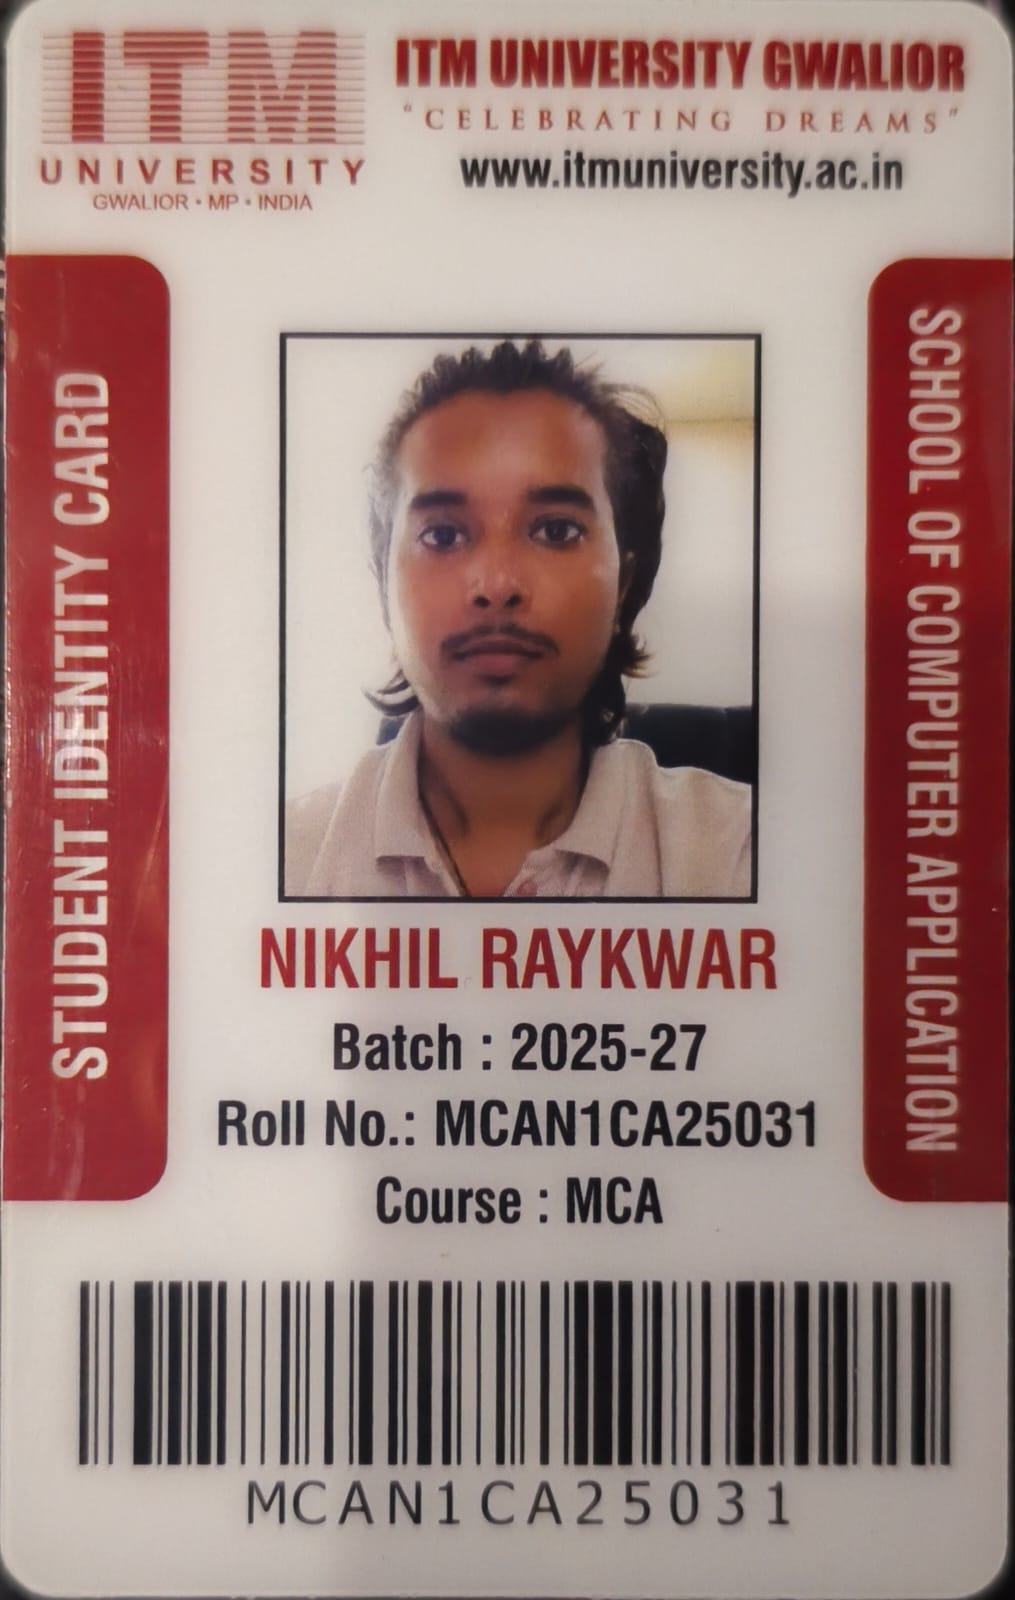 ITM
UNIVERSITY
GWALIOR • MP • INDIA
ITM UNIVERSITY GWALIOR
"CELEBRATING DREAMS"
www.itmuniversity.ac.in
STUDENT IDENTITY CARD
SCHOOL OF COMPUTER APPLICATION
NIKHIL RAYKWAR
Batch : 2025-27
Roll No.: MCAN1CA25031
Course : MCA
MCAN1CA25031